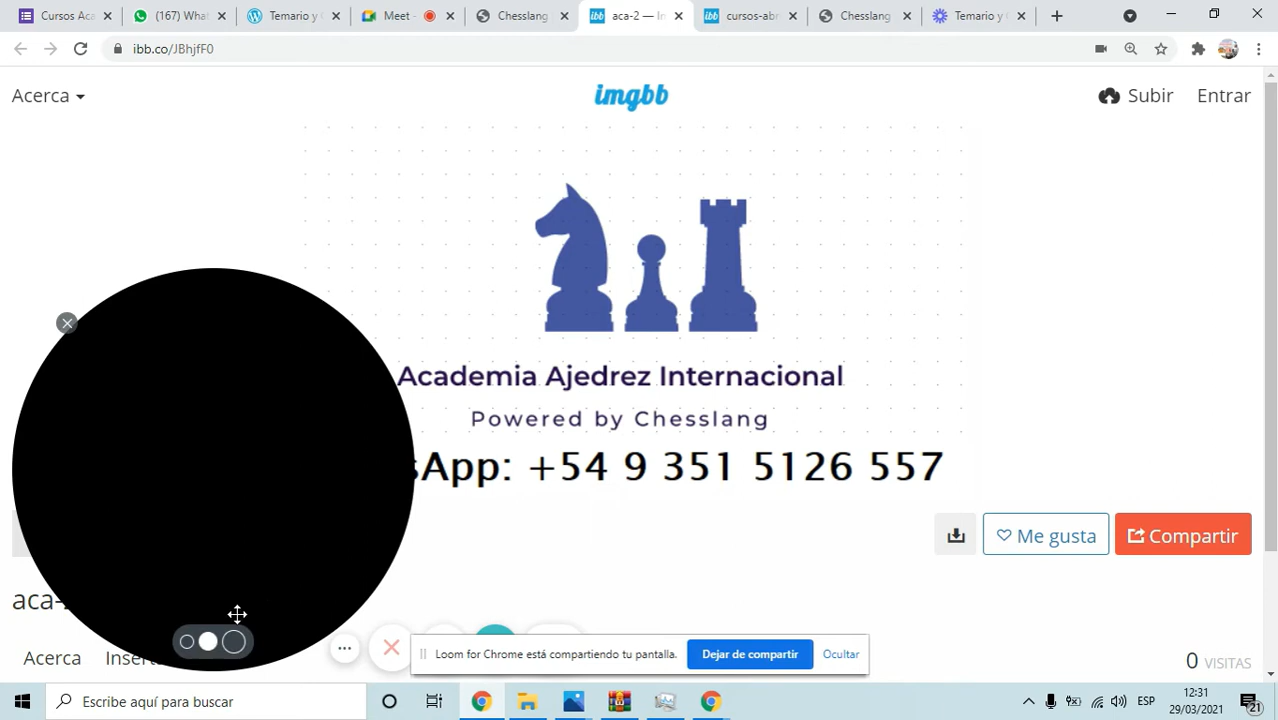 Cursos Aca
(167) Wha
Temario y
Meet -
Chesslang
aca-2 — I
cursos-abr
Chesslang
Temario y
ibb.co/JBhjfF0
Acerca
imgbb
Subir
Entrar
Academia Ajedrez Internacional
Powered by Chesslang
sApp: +54 9 351 5126 557
Me gusta
Compartir
aca-
Acerca
Insert
0 VISITAS
Loom for Chrome está compartiendo tu pantalla.
Dejar de compartir
Ocultar
Escribe aquí para buscar
ESP
12:31
29/03/2021
21